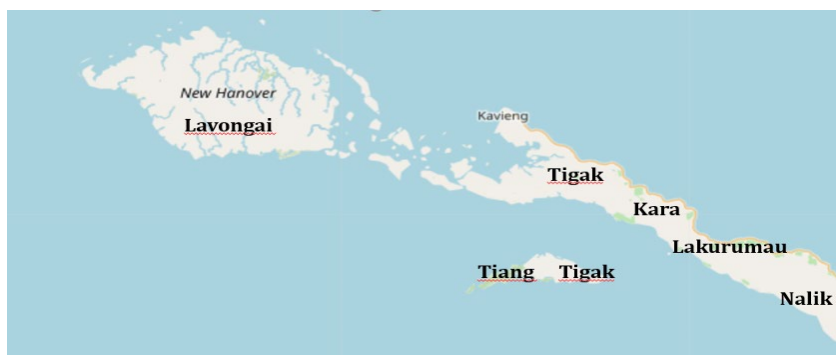 New Hanover
Lavongai
Kavieng
Tigak
Kara
Lakurumau
Tiang Tigak
Nalik